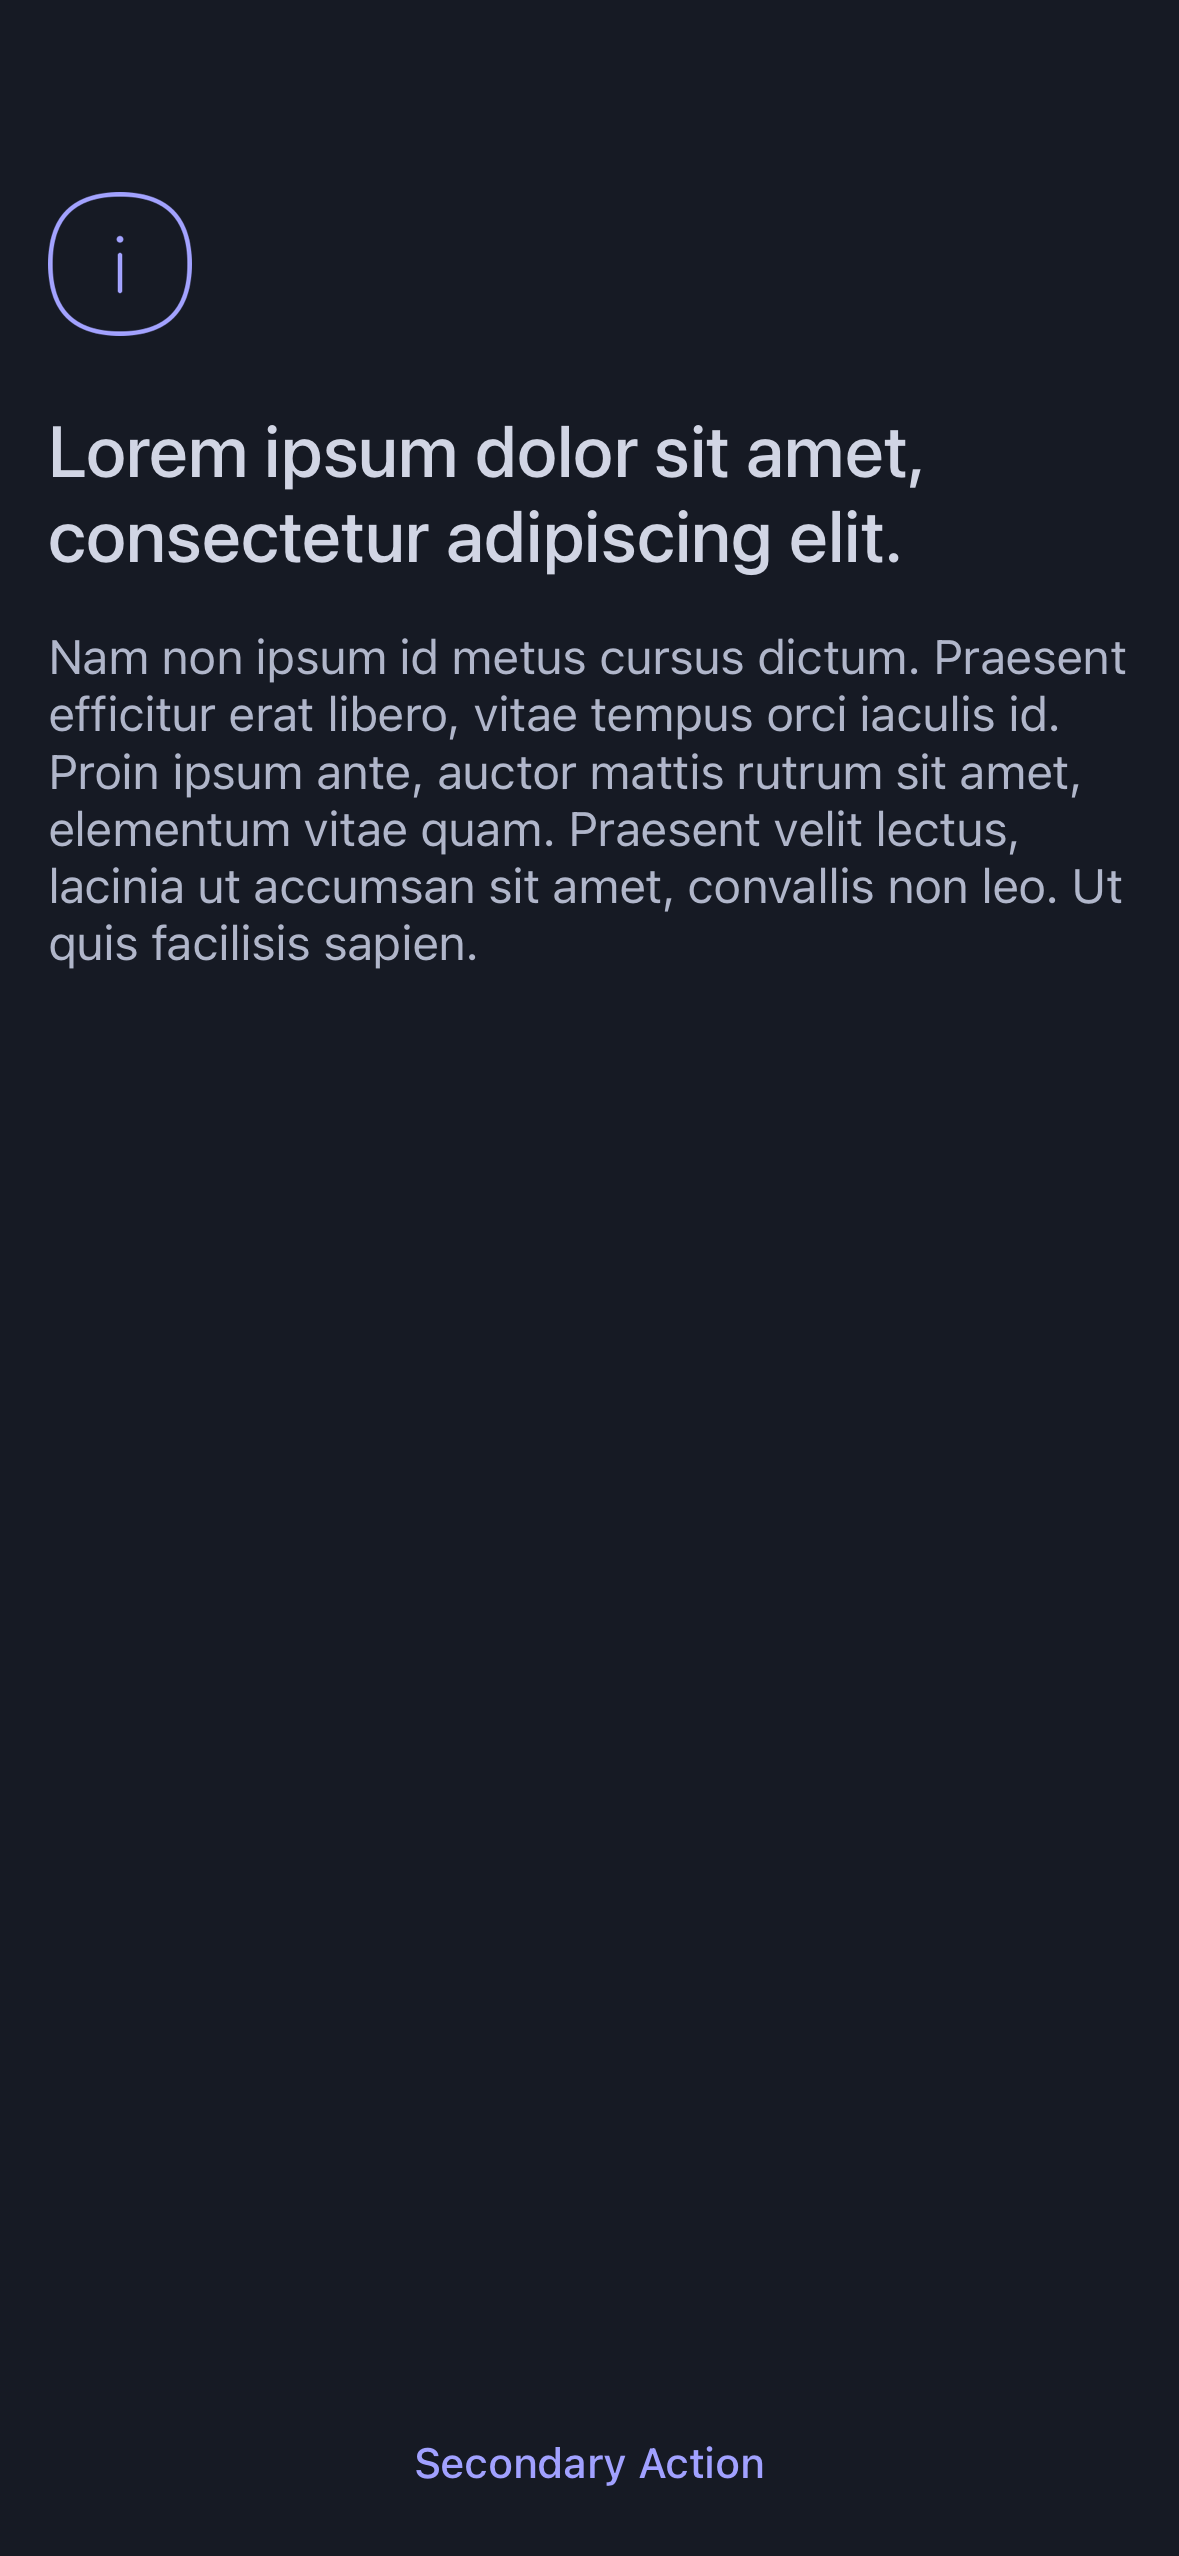 Lorem ipsum dolor sit amet,
consectetur adipiscing elit.
Nam non ipsum id metus cursus dictum. Praesent
efficitur erat libero, vitae tempus orci iaculis id.
Proin ipsum ante, auctor mattis rutrum sit amet,
elementum vitae quam. Praesent velit lectus,
lacinia ut accumsan sit amet, convallis non leo. Ut
quis facilisis sapien.
Secondary Action